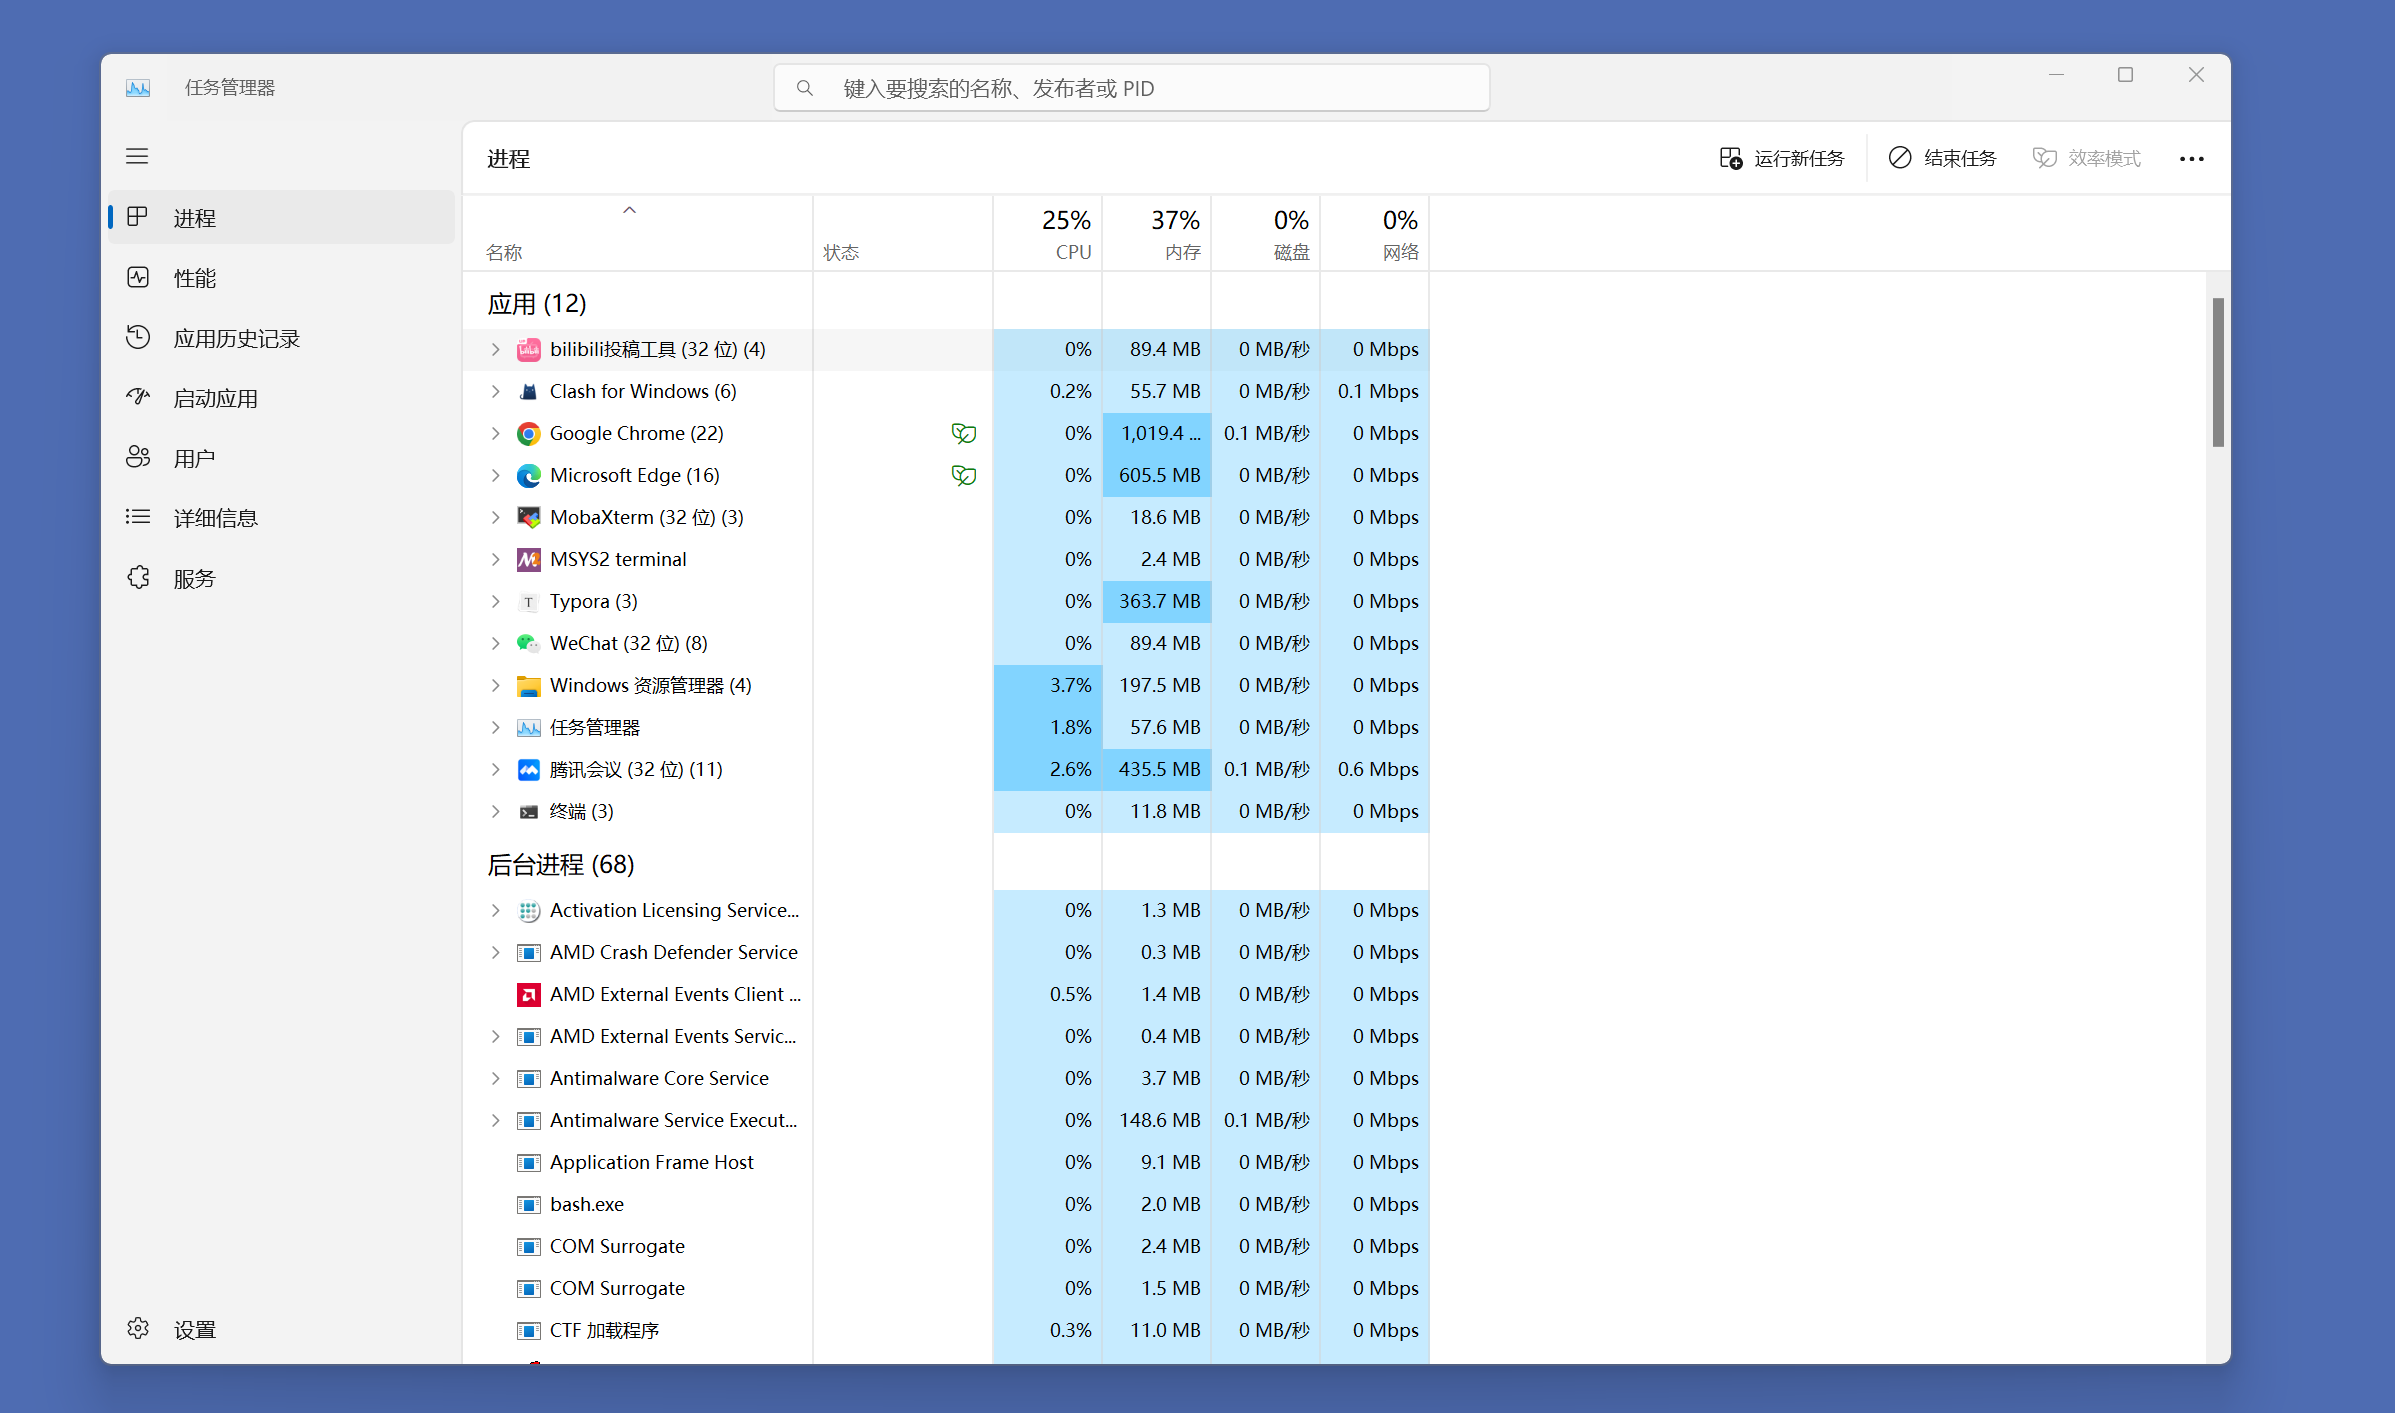 任务管理器
键入要搜索的名称、发布者或 PID
进程
性能
应用历史记录
启动应用
用户
详细信息
服务
设置
进程
运行新任务
结束任务
效率模式
25% 37% 0% 0%
名称 状态 CPU 内存 磁盘 网络
应用 (12)
bilibili投稿工具 (32 位) (4) 0% 89.4 MB 0 MB/秒 0 Mbps
Clash for Windows (6) 0.2% 55.7 MB 0 MB/秒 0.1 Mbps
Google Chrome (22) 0% 1,019.4 ... 0.1 MB/秒 0 Mbps
Microsoft Edge (16) 0% 605.5 MB 0 MB/秒 0 Mbps
MobaXterm (32 位) (3) 0% 18.6 MB 0 MB/秒 0 Mbps
MSYS2 terminal 0% 2.4 MB 0 MB/秒 0 Mbps
Typora (3) 0% 363.7 MB 0 MB/秒 0 Mbps
WeChat (32 位) (8) 0% 89.4 MB 0 MB/秒 0 Mbps
Windows 资源管理器 (4) 3.7% 197.5 MB 0 MB/秒 0 Mbps
任务管理器 1.8% 57.6 MB 0 MB/秒 0 Mbps
腾讯会议 (32 位) (11) 2.6% 435.5 MB 0.1 MB/秒 0.6 Mbps
终端 (3) 0% 11.8 MB 0 MB/秒 0 Mbps
后台进程 (68)
Activation Licensing Service... 0% 1.3 MB 0 MB/秒 0 Mbps
AMD Crash Defender Service 0% 0.3 MB 0 MB/秒 0 Mbps
AMD External Events Client ... 0.5% 1.4 MB 0 MB/秒 0 Mbps
AMD External Events Servic... 0% 0.4 MB 0 MB/秒 0 Mbps
Antimalware Core Service 0% 3.7 MB 0 MB/秒 0 Mbps
Antimalware Service Execut... 0% 148.6 MB 0.1 MB/秒 0 Mbps
Application Frame Host 0% 9.1 MB 0 MB/秒 0 Mbps
bash.exe 0% 2.0 MB 0 MB/秒 0 Mbps
COM Surrogate 0% 2.4 MB 0 MB/秒 0 Mbps
COM Surrogate 0% 1.5 MB 0 MB/秒 0 Mbps
CTF 加载程序 0.3% 11.0 MB 0 MB/秒 0 Mbps